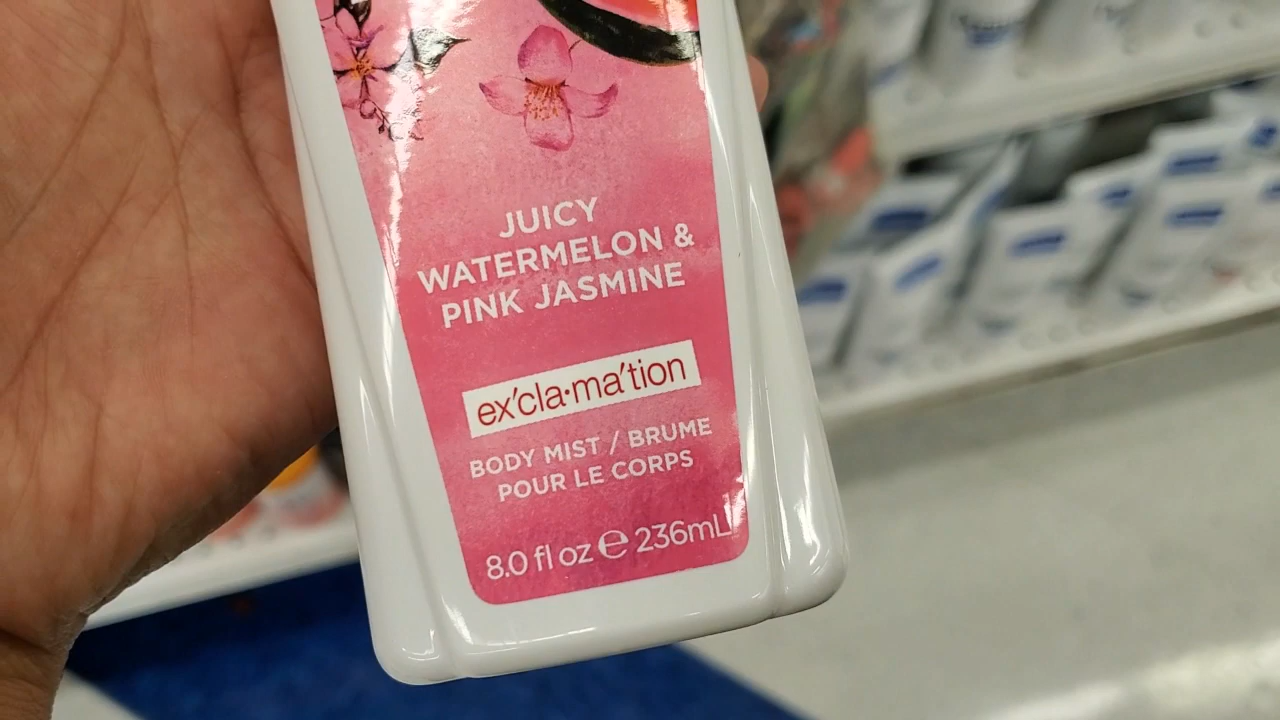 JUICY
WATERMELON &
PINK JASMINE
ex'cla·ma'tion
BODY MIST / BRUME
POUR LE CORPS
8.0 fl oz ℮ 236mL